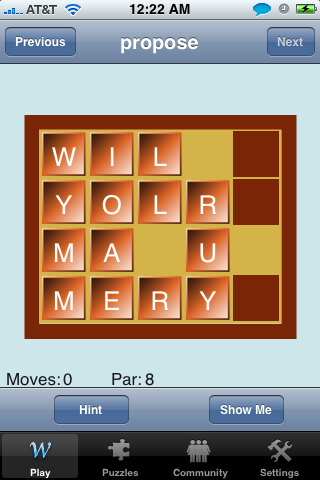 AT&T 12:22 AM
Previous propose Next
W I L
Y O L R
M A U
M E R Y
Moves: 0 Par: 8
Hint Show Me
W
Play Puzzles Community Settings